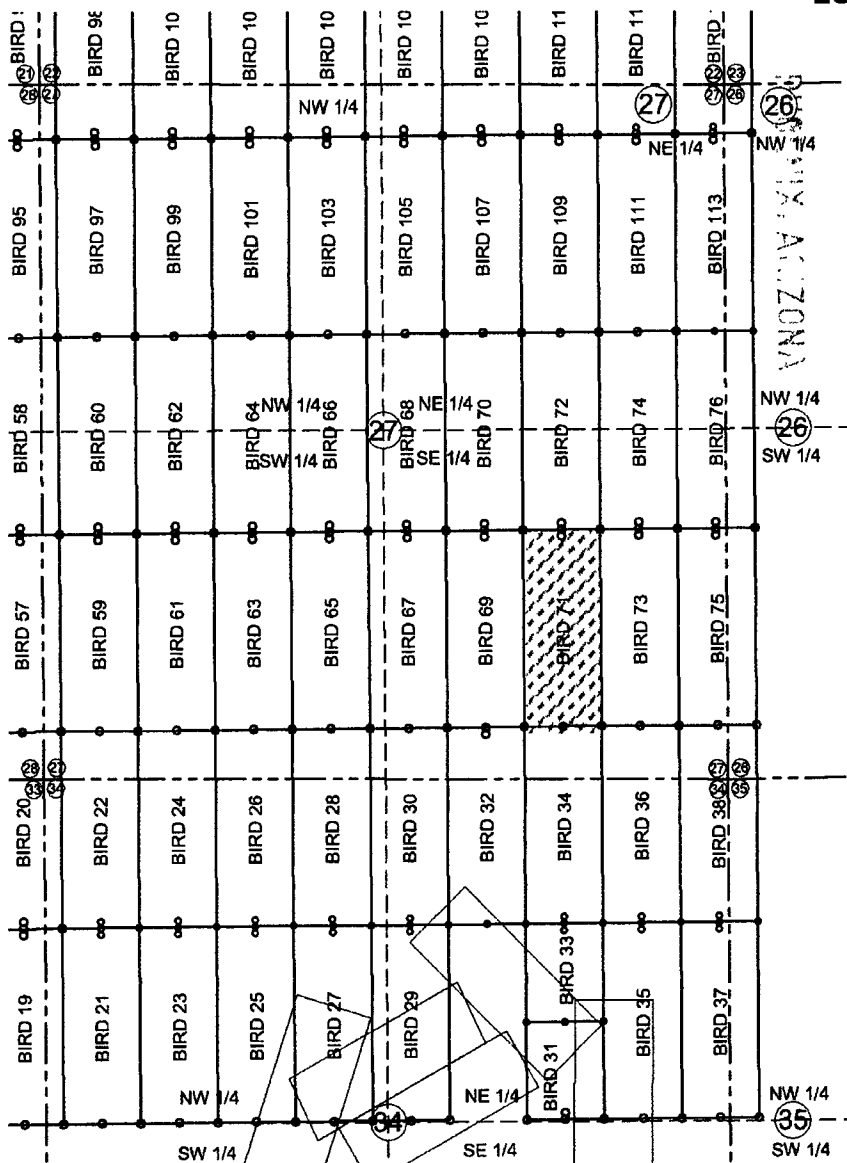 BIRD 98
BIRD 10
BIRD 10
BIRD 10
BIRD 10
BIRD 10
BIRD 11
BIRD 11
BIRD
21 22
22 23
28 27
27 26
NW 1/4
27
26
NE 1/4
NW 1/4
BIRD 95
BIRD 97
BIRD 99
BIRD 101
BIRD 103
BIRD 105
BIRD 107
BIRD 109
BIRD 111
BIRD 113
BIRD 58
BIRD 60
BIRD 62
BIRD 64
BIRD 66
BIRD 68
BIRD 70
BIRD 72
BIRD 74
BIRD 76
NW 1/4
NE 1/4
NW 1/4
27
26
SW 1/4
SE 1/4
SW 1/4
BIRD 57
BIRD 59
BIRD 61
BIRD 63
BIRD 65
BIRD 67
BIRD 69
BIRD 71
BIRD 73
BIRD 75
28 27
27 26
33 34
34 35
BIRD 20
BIRD 22
BIRD 24
BIRD 26
BIRD 28
BIRD 30
BIRD 32
BIRD 34
BIRD 36
BIRD 38
BIRD 19
BIRD 21
BIRD 23
BIRD 25
BIRD 27
BIRD 29
BIRD 33
BIRD 31
BIRD 35
BIRD 37
NW 1/4
NE 1/4
NW 1/4
34
35
SW 1/4
SE 1/4
SW 1/4